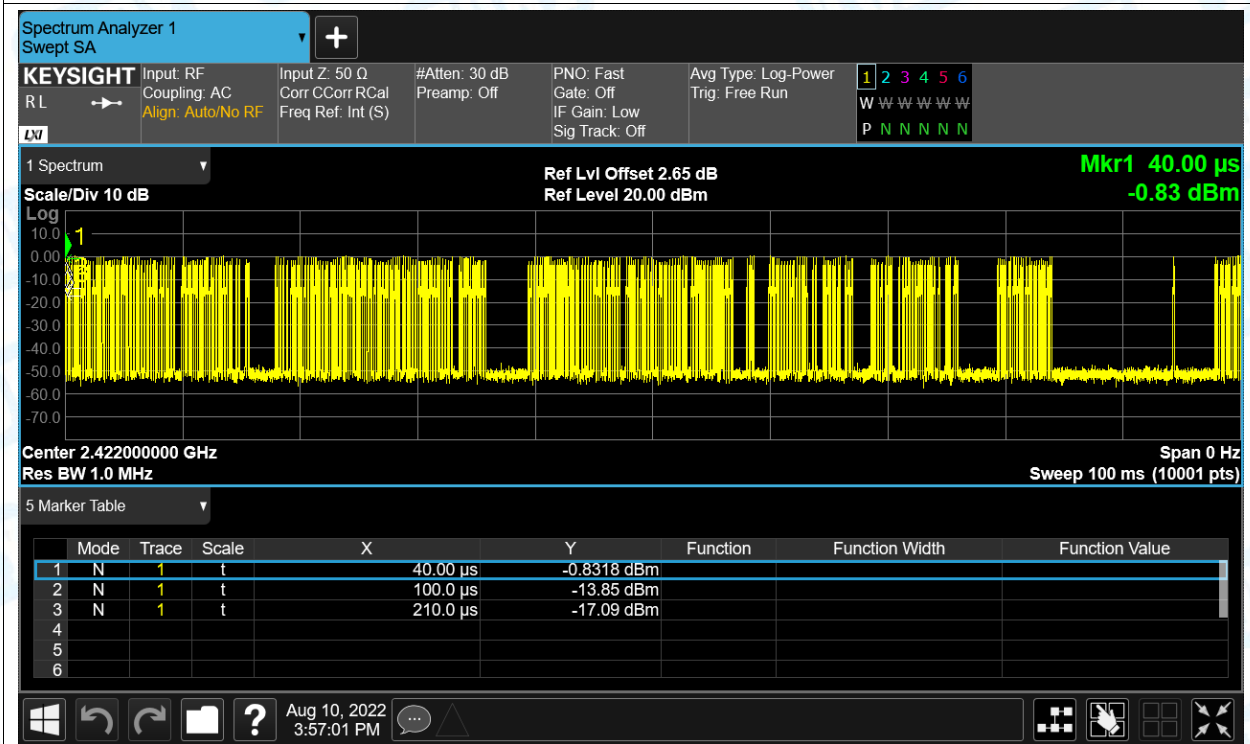 Spectrum Analyzer 1
Swept SA
KEYSIGHT Input: RF Input Z: 50 Ω #Atten: 30 dB PNO: Fast Avg Type: Log-Power 1 2 3 4 5 6
R L Coupling: AC Corr CCorr RCal Preamp: Off Gate: Off Trig: Free Run W W W W W W
Align: Auto/No RF Freq Ref: Int (S) IF Gain: Low P N N N N N
LXI Sig Track: Off
1 Spectrum Ref Lvl Offset 2.65 dB Mkr1 40.00 µs
Scale/Div 10 dB Ref Level 20.00 dBm -0.83 dBm
Log
10.0 1
0.00
-10.0
-20.0
-30.0
-40.0
-50.0
-60.0
-70.0
Center 2.422000000 GHz Span 0 Hz
Res BW 1.0 MHz Sweep 100 ms (10001 pts)
5 Marker Table
Mode Trace Scale X Y Function Function Width Function Value
1 N 1 t 40.00 µs -0.8318 dBm
2 N 1 t 100.0 µs -13.85 dBm
3 N 1 t 210.0 µs -17.09 dBm
4
5
6
? Aug 10, 2022
3:57:01 PM